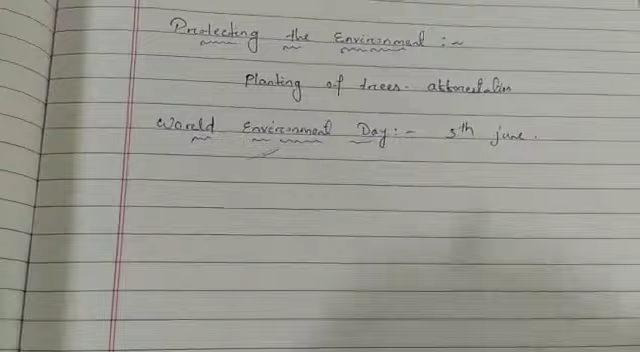 Protecting the Environment :~
Planting of trees. afforestation
World Environment Day :- 5th june.